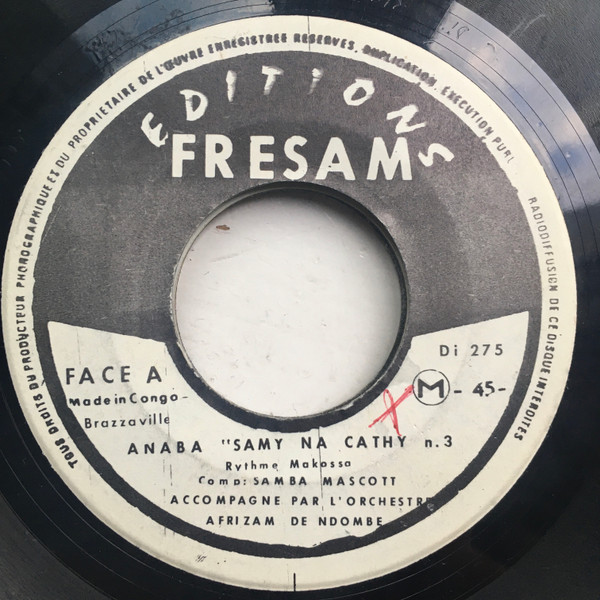 TOUS DROITS DU PRODUCTEUR PHONOGRAPHIQUE ET DU PROPRIETAIRE DE L'ŒUVRE ENREGISTREE RESERVES. DUPLICATION. EXECUTION PUBL
RADIODIFFUSION DE CE DISQUE INTERDITES
EDITIONS
FRESAM
FACE A
Made in Congo-
Brazzaville
Di 275
M - 45-
ANABA "SAMY NA CATHY n.3
Rythme Makossa
Comp: SAMBA MASCOTT
ACCOMPAGNE PAR L'ORCHESTRE
AFRIZAM DE NDOMBE